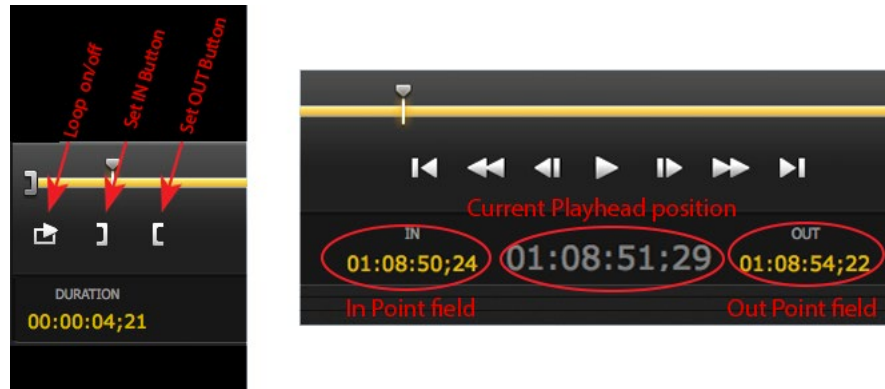 Loop on/off
Set IN Button
Set OUT Button
DURATION
00:00:04;21
Current Playhead position
IN
OUT
01:08:50;24 01:08:51;29 01:08:54;22
In Point field
Out Point field